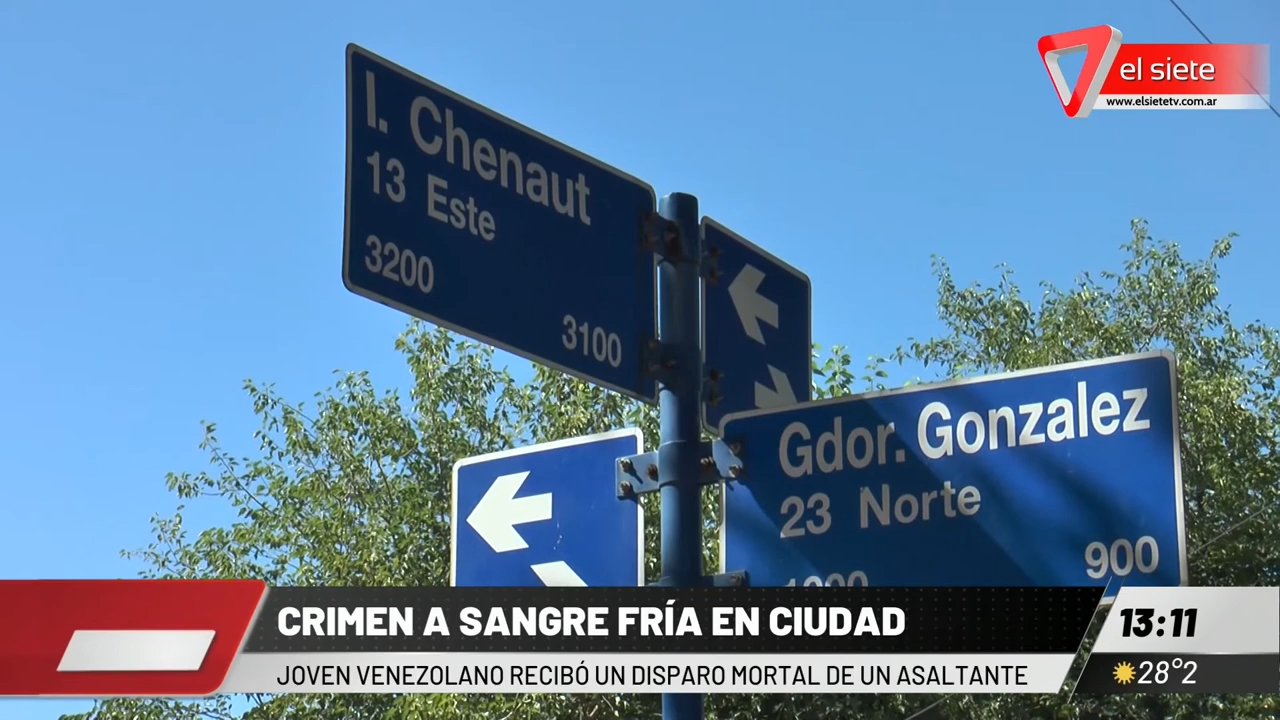 el siete
www.elsietetv.com.ar
I. Chenaut
13 Este
3200
3100
Gdor. Gonzalez
23 Norte
900
CRIMEN A SANGRE FRÍA EN CIUDAD
JOVEN VENEZOLANO RECIBÓ UN DISPARO MORTAL DE UN ASALTANTE
13:11
28°2